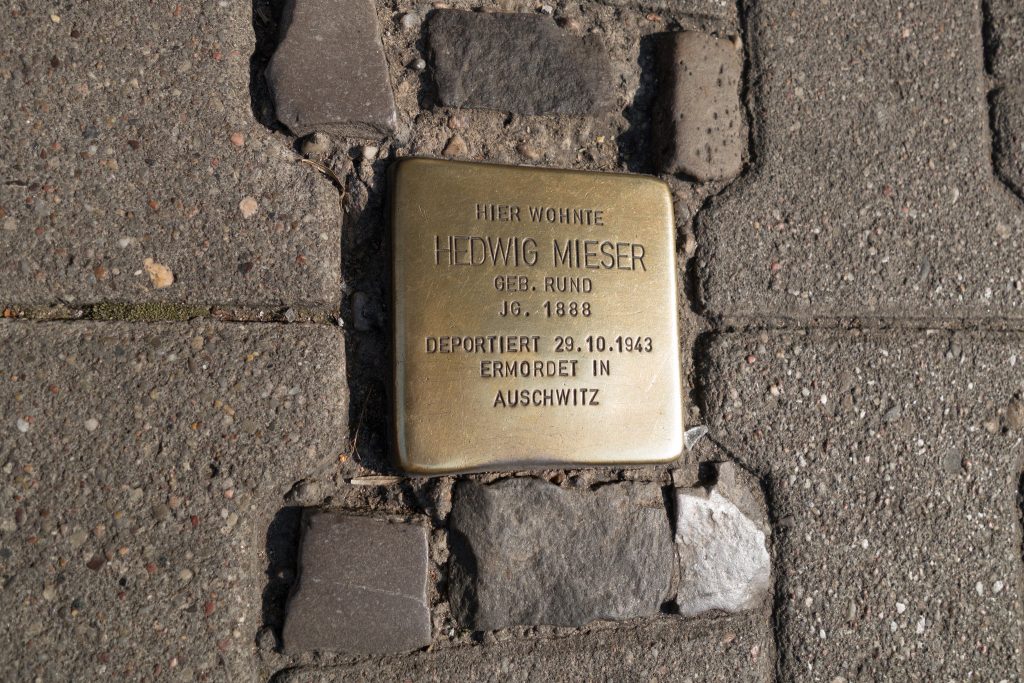 HIER WOHNTE
HEDWIG MIESER
GEB. RUND
JG. 1888
DEPORTIERT 29.10.1943
ERMORDET IN
AUSCHWITZ